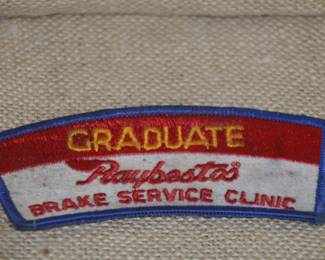 GRADUATE
Raybestos
BRAKE SERVICE CLINIC